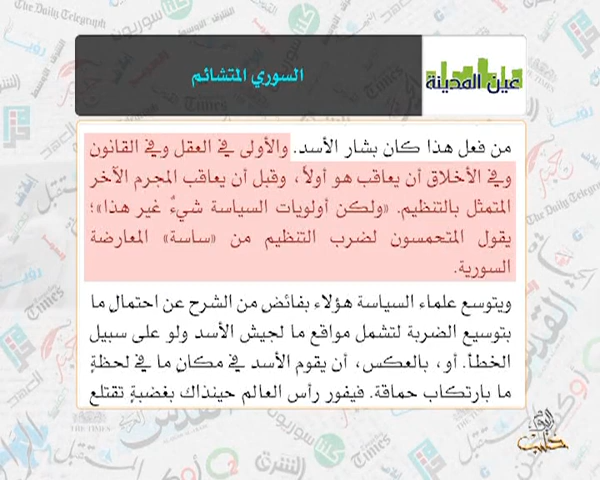 السوري المتشائم
عين المدينة
من فعل هذا كان بشار الأسد. والأولى في العقل وفي القانون
وفي الأخلاق أن يعاقب هو أولاً، وقبل أن يعاقب المجرم الآخر
المتمثل بالتنظيم. «ولكن أولويات السياسة شيءٌ غير هذا»؛
يقول المتحمسون لضرب التنظيم من «ساسة» المعارضة
السورية.
ويتوسع علماء السياسة هؤلاء بفائض من الشرح عن احتمال ما
بتوسيع الضربة لتشمل مواقع ما لجيش الأسد ولو على سبيل
الخطأ. أو، بالعكس، أن يقوم الأسد في مكان ما في لحظةٍ
ما بارتكاب حماقة. فيفور رأس العالم حينذاك بغضبةٍ تقتلع
حلب اليوم